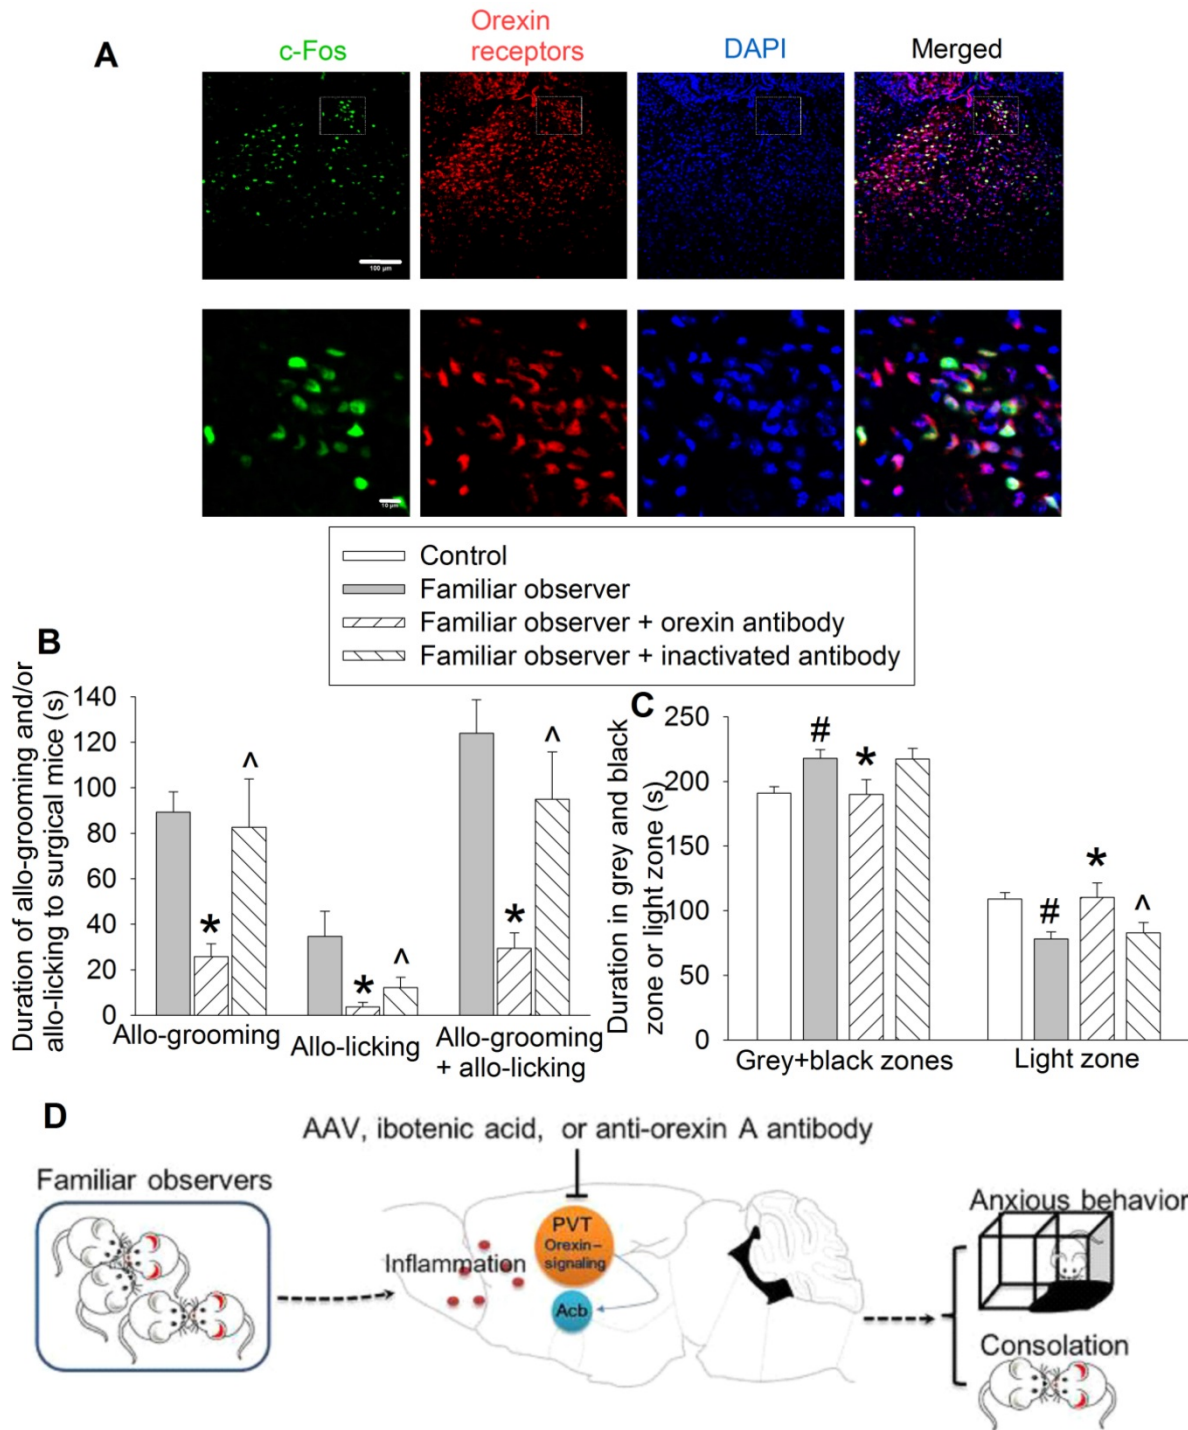 A
c-Fos
Orexin
receptors
DAPI
Merged
100 µm
10 µm
Control
Familiar observer
Familiar observer + orexin antibody
Familiar observer + inactivated antibody
B
Duration of allo-grooming and/or
allo-licking to surgical mice (s)
140
120
100
80
60
40
20
0
*
^
*
^
*
^
Allo-grooming
Allo-licking
Allo-grooming
+ allo-licking
C
Duration in grey and black
zone or light zone (s)
250
200
150
100
50
0
#
*
#
*
^
Grey+black zones
Light zone
D
AAV, ibotenic acid, or anti-orexin A antibody
Familiar observers
Inflammation
PVT
Orexin-
signaling
Acb
Anxious behavior
Consolation